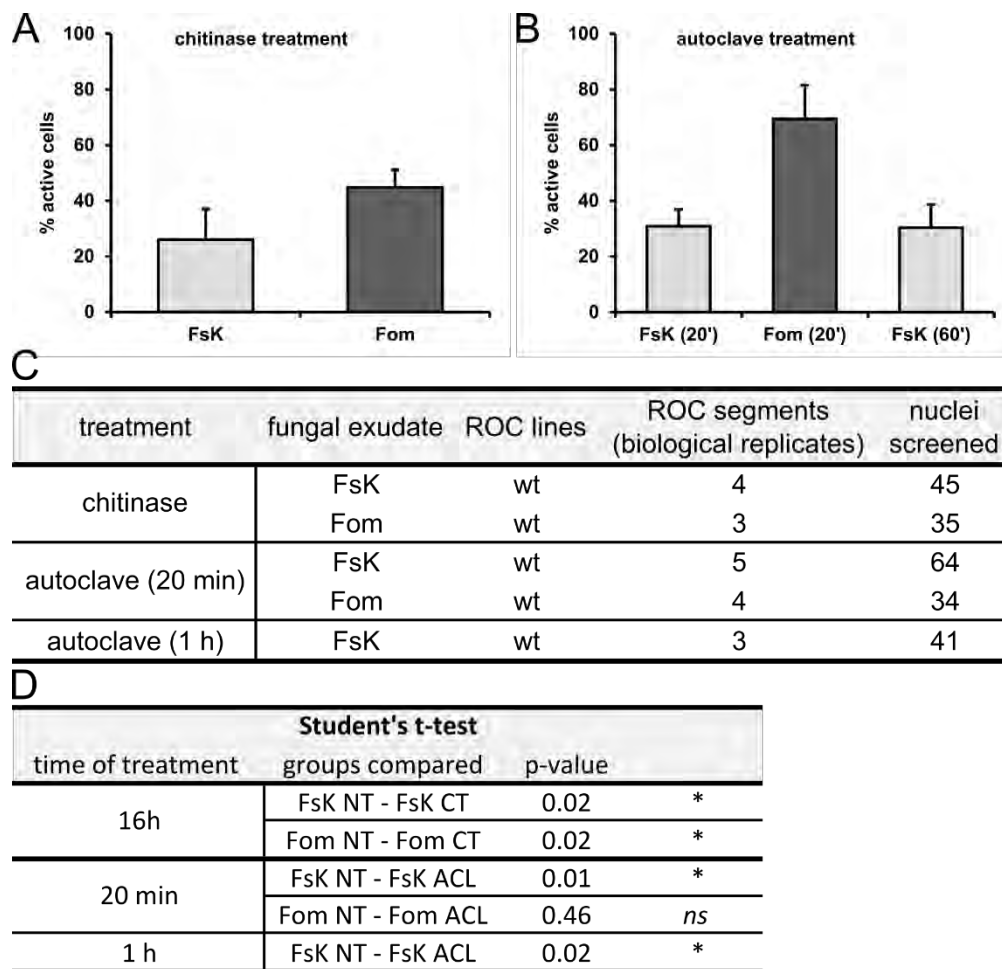 A
chitinase treatment
% active cells
100
80
60
40
20
0
FsK Fom
B
autoclave treatment
% active cells
100
80
60
40
20
0
FsK (20') Fom (20') FsK (60')
C
treatment fungal exudate ROC lines ROC segments (biological replicates) nuclei screened
chitinase FsK wt 4 45
Fom wt 3 35
autoclave (20 min) FsK wt 5 64
Fom wt 4 34
autoclave (1 h) FsK wt 3 41
D
Student's t-test
time of treatment groups compared p-value
16h FsK NT - FsK CT 0.02 *
Fom NT - Fom CT 0.02 *
20 min FsK NT - FsK ACL 0.01 *
Fom NT - Fom ACL 0.46 ns
1 h FsK NT - FsK ACL 0.02 *